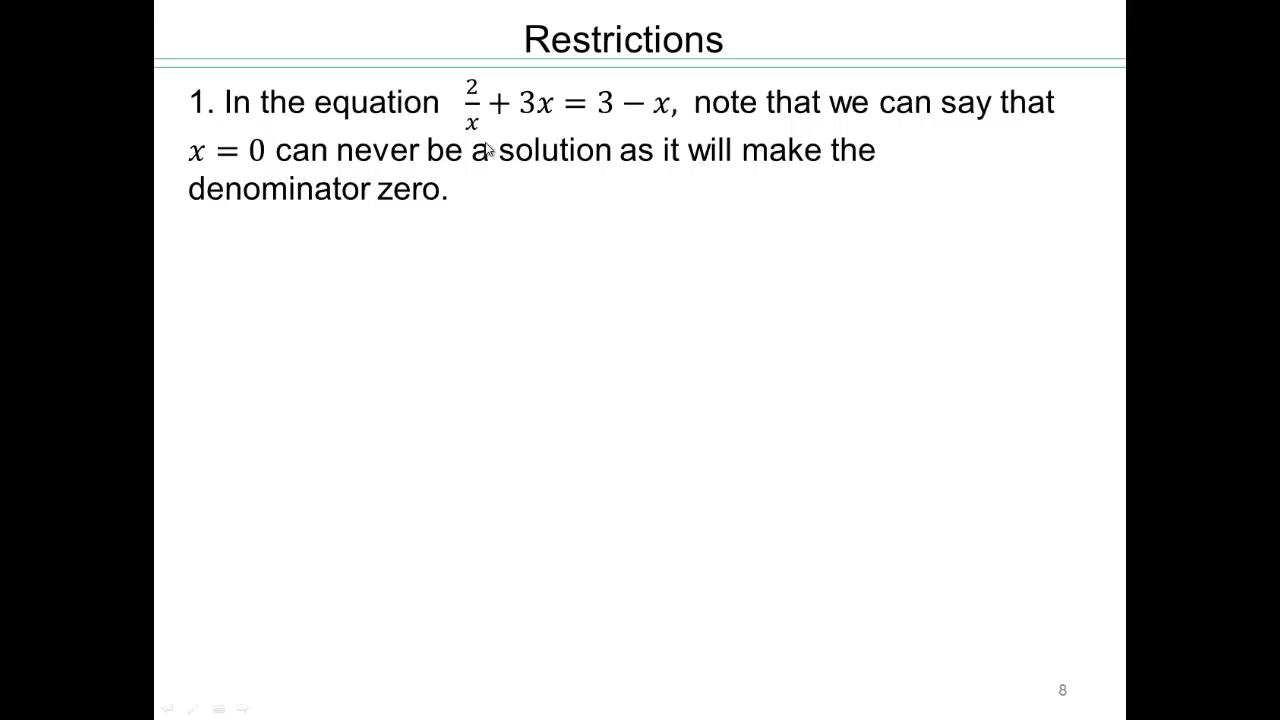 Restrictions
1. In the equation 2/x + 3x = 3 − x, note that we can say that
x = 0 can never be a solution as it will make the
denominator zero.
8